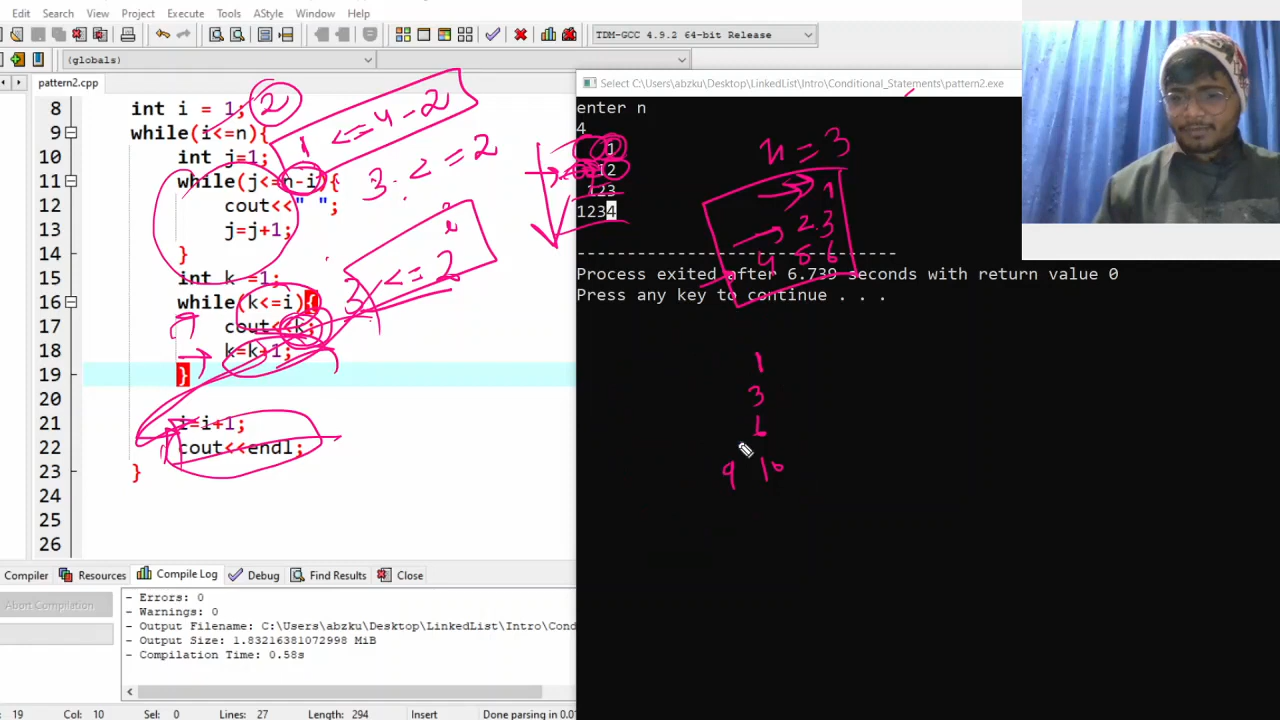 Edit Search View Project Execute Tools AStyle Window Help
TDM-GCC 4.9.2 64-bit Release
(globals)
pattern2.cpp
8 int i = 1;
9 while(i<=n){
10 int j=1;
11 while(j<=n-i){
12 cout<<" ";
13 j=j+1;
14 }
15 int k =1;
16 while(k<=i){
17 cout<<k;
18 k=k+1;
19 }
20
21 i=i+1;
22 cout<<endl;
23 }
24
25
26
2
1 <=4-2
3 <=2
i
3 <=2
Select C:\Users\abzku\Desktop\LinkedList\Intro\Conditional_Statements\pattern2.exe
enter n
4
1
12
123
1234
n=3
1
2 3
4 5 6
--------------------------------
Process exited after 6.739 seconds with return value 0
Press any key to continue . . .
1
3
6
9 10
Compiler Resources Compile Log Debug Find Results Close
Abort Compilation
- Errors: 0
- Warnings: 0
- Output Filename: C:\Users\abzku\Desktop\LinkedList\Intro\Cond
- Output Size: 1.83216381072998 MiB
- Compilation Time: 0.58s
Line: 19 Col: 10 Sel: 0 Lines: 27 Length: 294 Insert Done parsing in 0.01